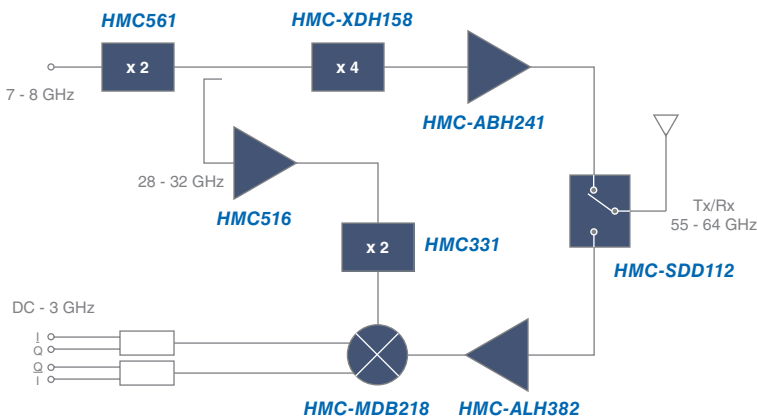 HMC561
HMC-XDH158
x 2
x 4
7 - 8 GHz
HMC-ABH241
28 - 32 GHz
HMC516
Tx/Rx
55 - 64 GHz
x 2
HMC331
HMC-SDD112
DC - 3 GHz
I
Q
Q
I
HMC-MDB218
HMC-ALH382